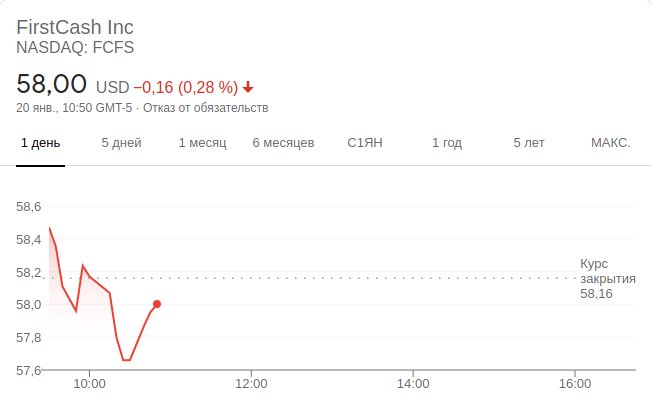 FirstCash Inc
NASDAQ: FCFS
58,00 USD −0,16 (0,28 %)
20 янв., 10:50 GMT-5 · Отказ от обязательств
1 день 5 дней 1 месяц 6 месяцев С1ЯН 1 год 5 лет МАКС.
58,6
58,4
58,2
58,0
57,8
57,6
Курс
закрытия
58,16
10:00 12:00 14:00 16:00